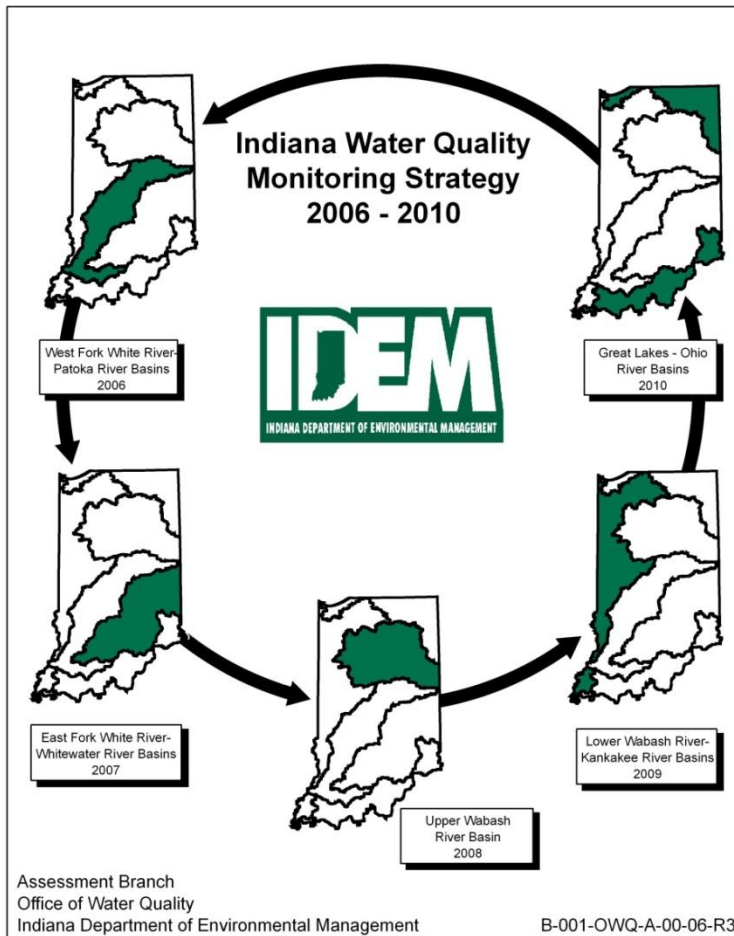 Indiana Water Quality
Monitoring Strategy
2006 - 2010
West Fork White River-
Patoka River Basins
2006
IDEM
INDIANA DEPARTMENT OF ENVIRONMENTAL MANAGEMENT
Great Lakes - Ohio
River Basins
2010
East Fork White River-
Whitewater River Basins
2007
Upper Wabash
River Basin
2008
Lower Wabash River-
Kankakee River Basins
2009
Assessment Branch
Office of Water Quality
Indiana Department of Environmental Management
B-001-OWQ-A-00-06-R3